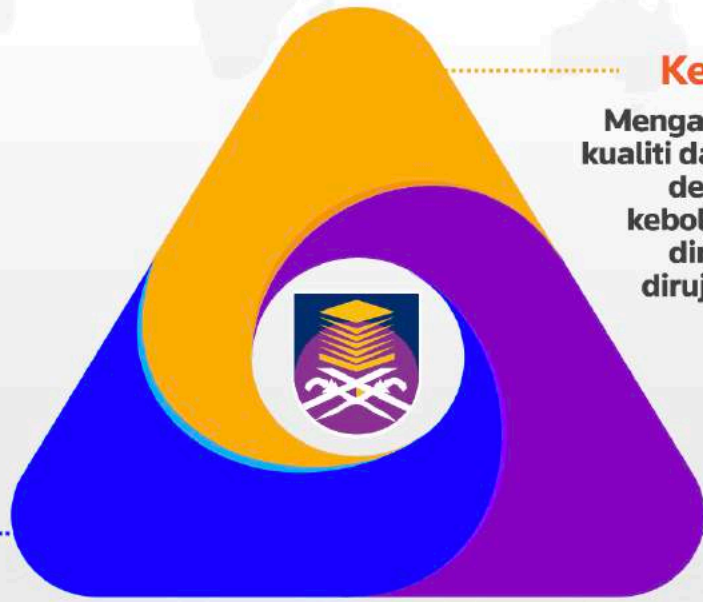 Ke
Menga
kualiti da
de
kebol
dir
diruj